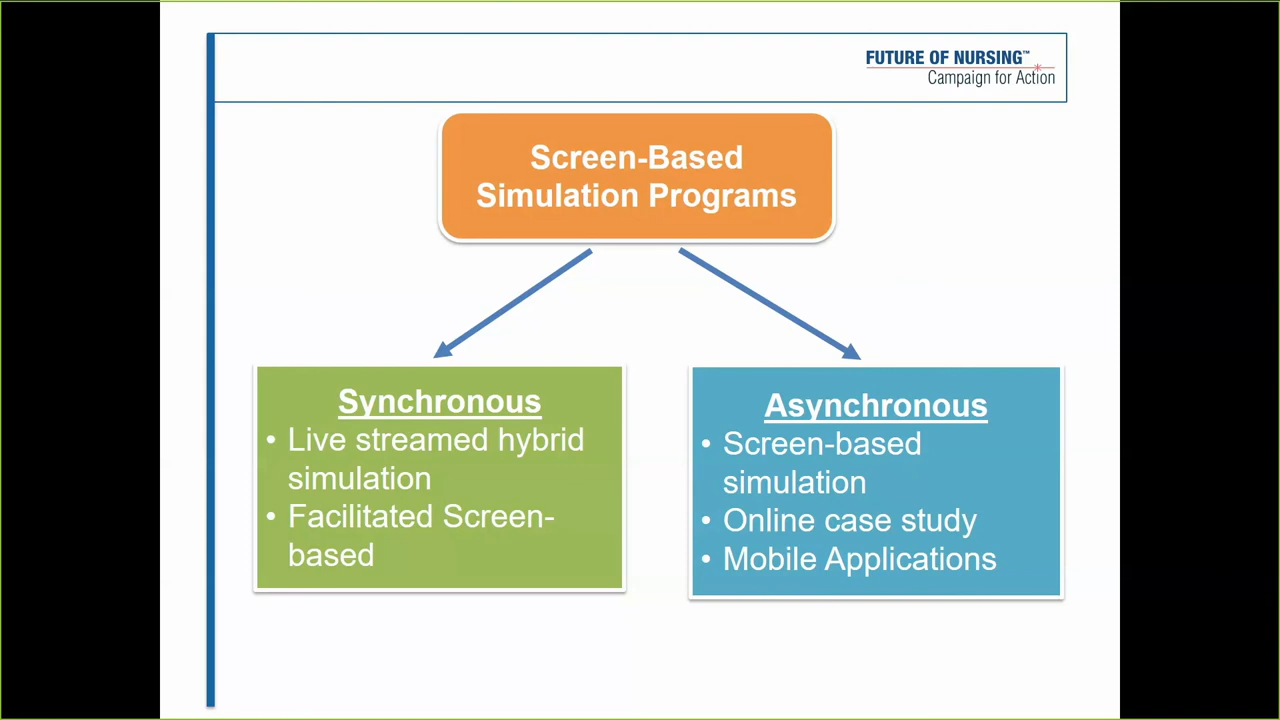 FUTURE OF NURSING™
Campaign for Action
Screen-Based
Simulation Programs
Synchronous
• Live streamed hybrid
simulation
• Facilitated Screen-
based
Asynchronous
• Screen-based
simulation
• Online case study
• Mobile Applications